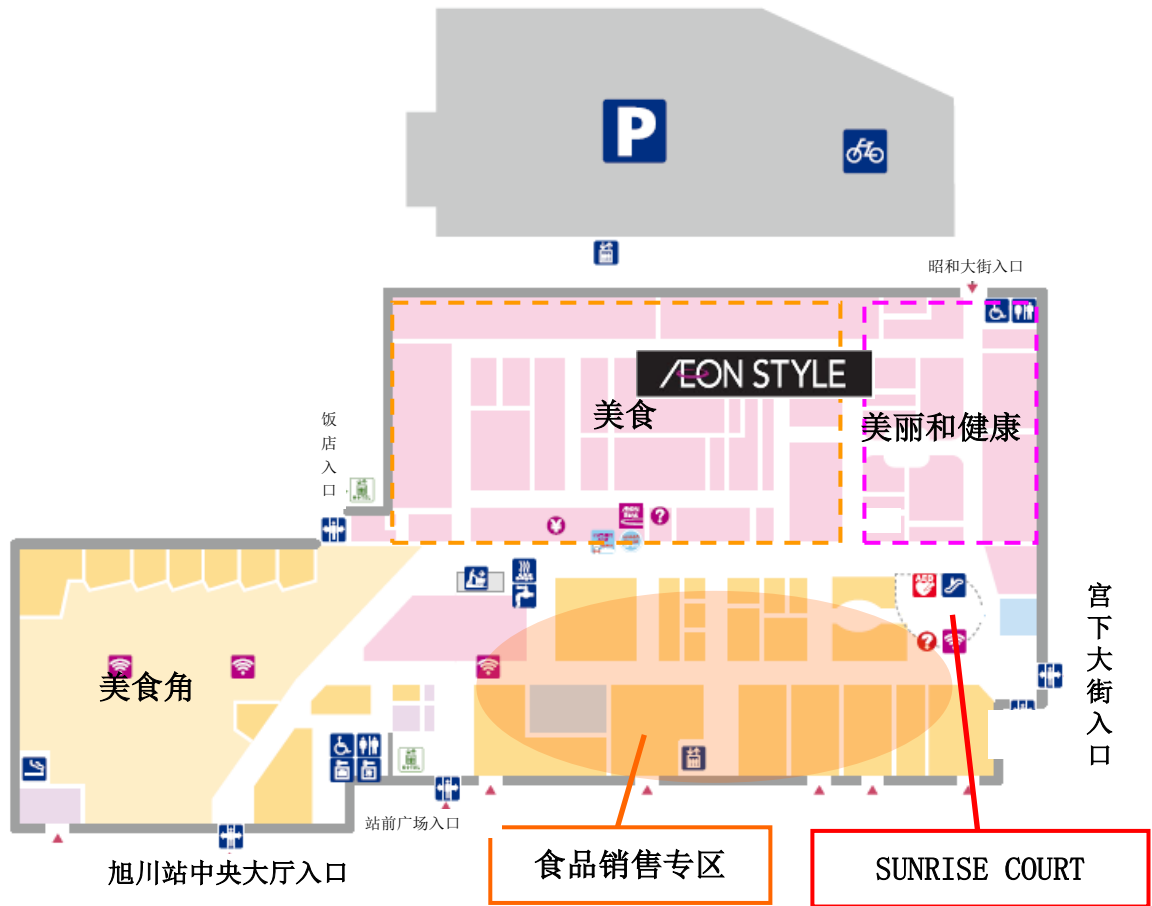 P
昭和大街入口
ÆON STYLE
美食
美丽和健康
饭店入口
AED
宫下大街入口
美食角
站前广场入口
旭川站中央大厅入口
食品销售专区
SUNRISE COURT